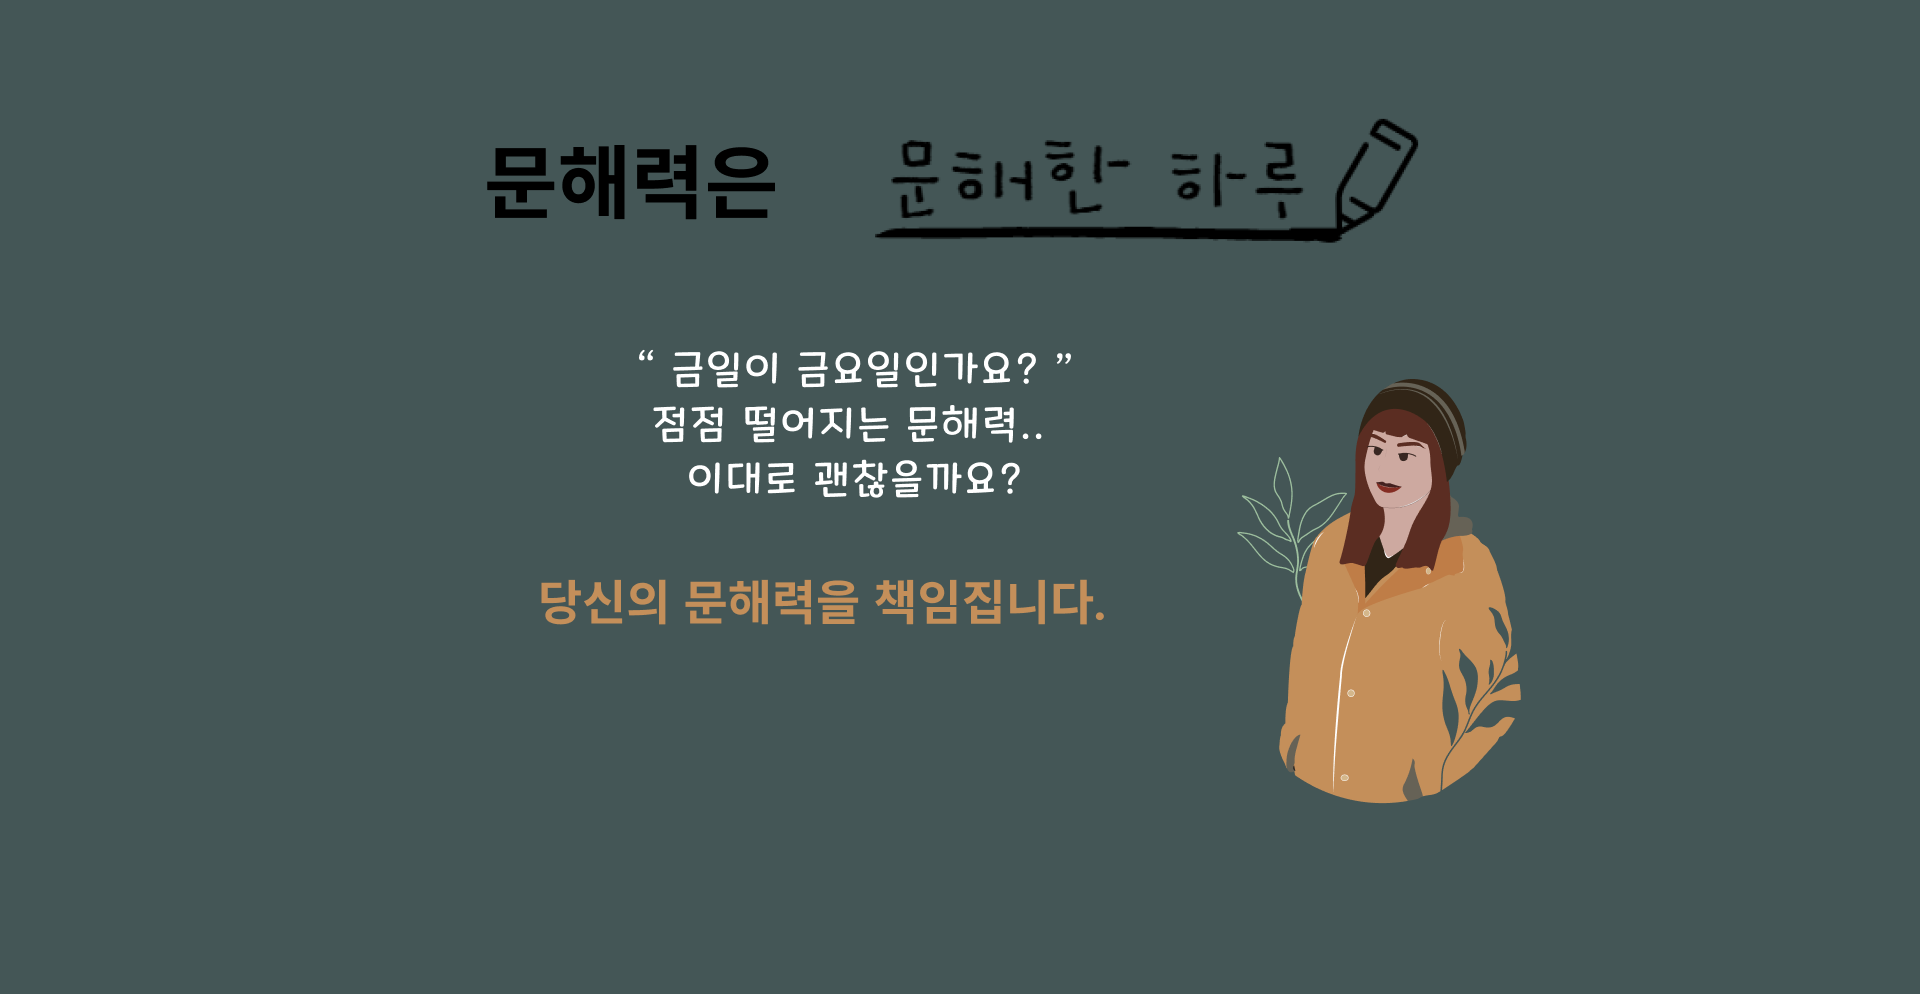 문해력은 문해한 하루
“ 금일이 금요일인가요? ”
점점 떨어지는 문해력..
이대로 괜찮을까요?
당신의 문해력을 책임집니다.